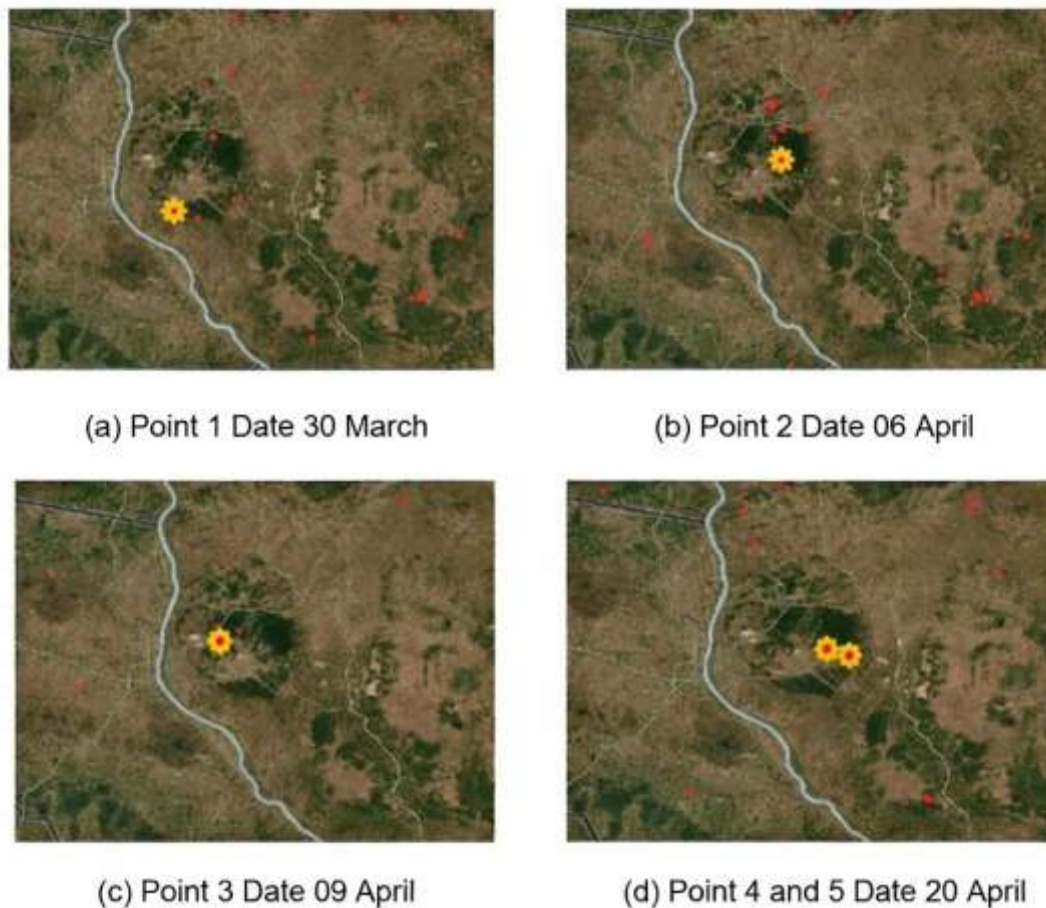 (a) Point 1 Date 30 March
(b) Point 2 Date 06 April
(c) Point 3 Date 09 April
(d) Point 4 and 5 Date 20 April